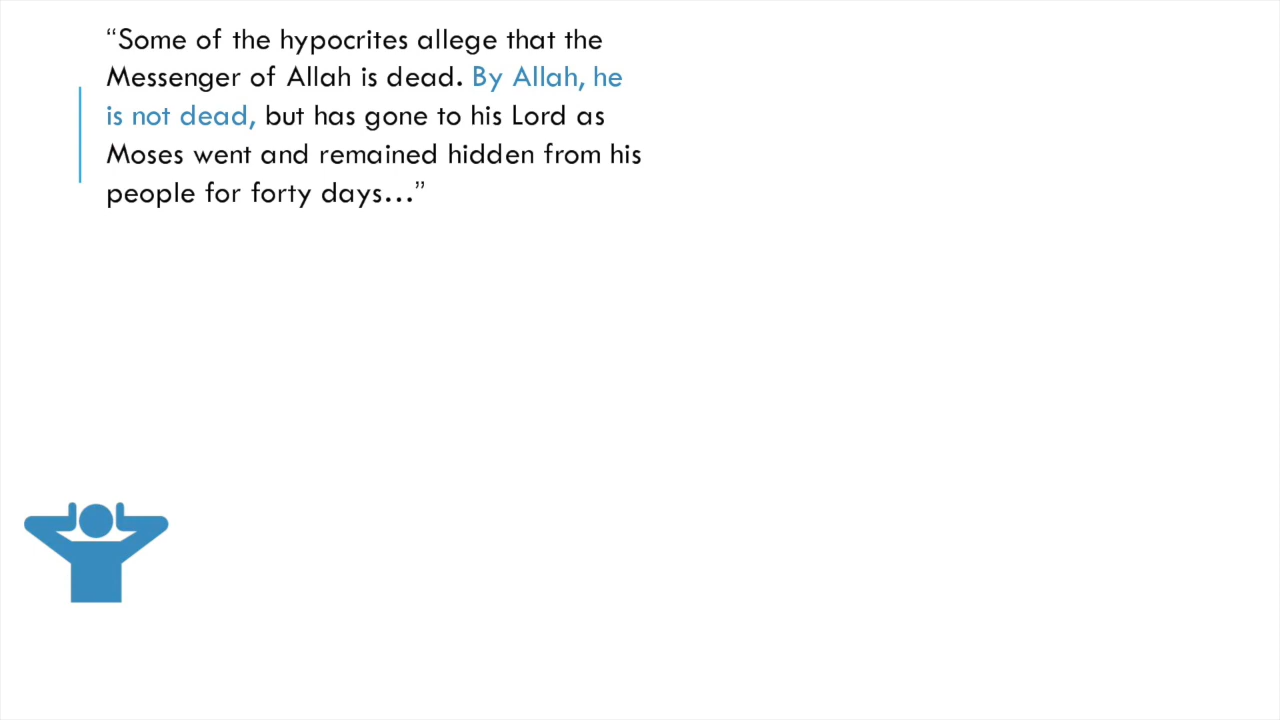 “Some of the hypocrites allege that the
Messenger of Allah is dead. By Allah, he
is not dead, but has gone to his Lord as
Moses went and remained hidden from his
people for forty days…”